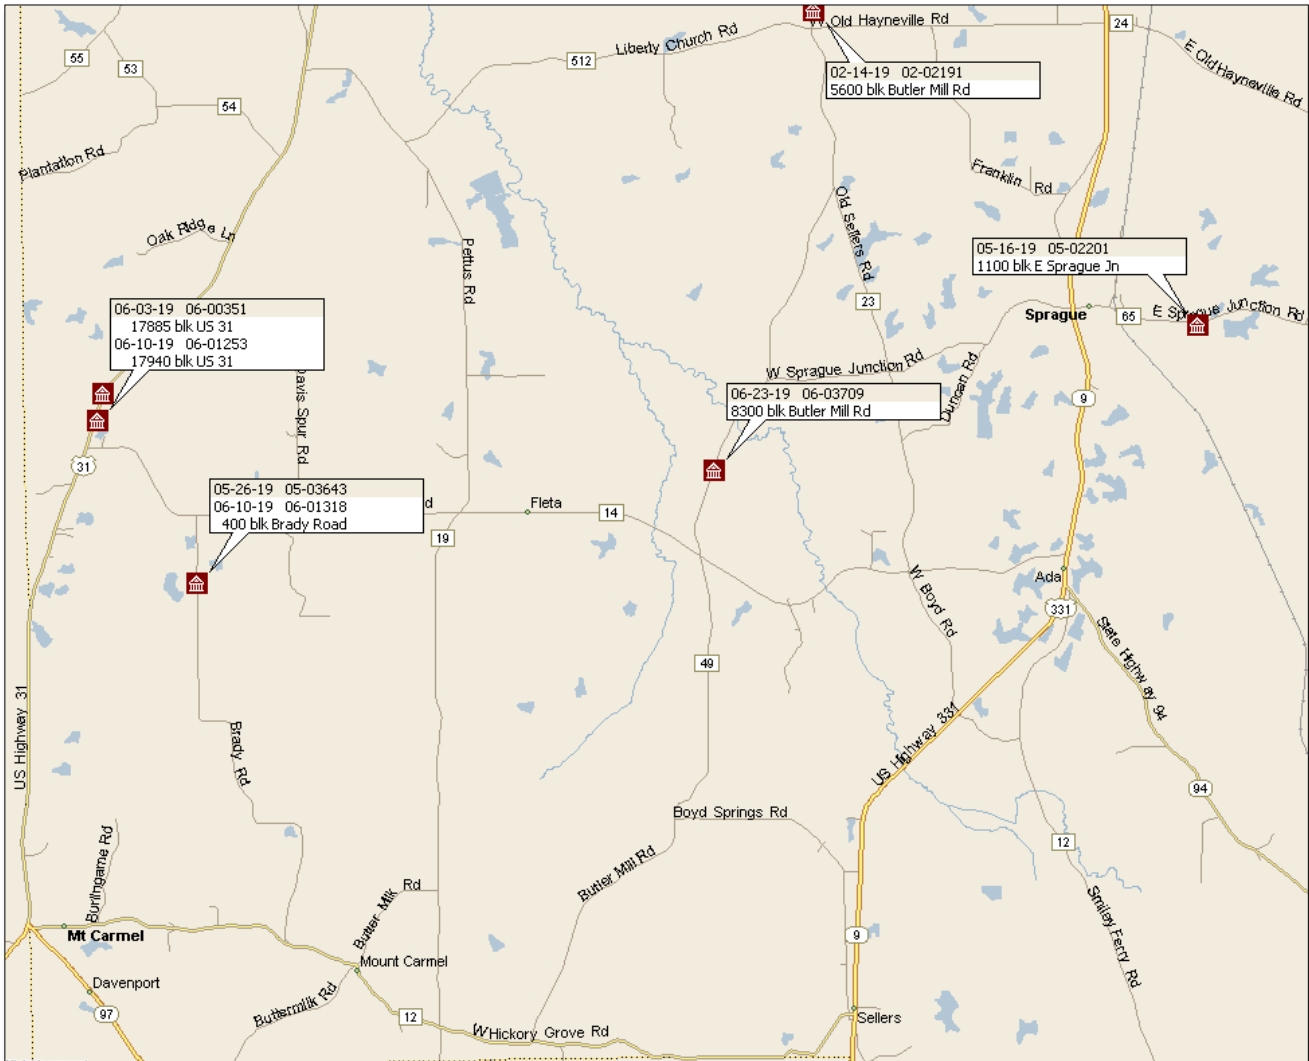 W Old Hayneville Rd
24
Liberty Church Rd
512
55
53
E Old Hayneville Rd
02-14-19 02-02191
5600 blk Butler Mill Rd
54
Plantation Rd
Franklin Rd
Old Sellers Rd
Oak Ridge Ln
Pettus Rd
05-16-19 05-02201
1100 blk E Sprague Jn
23
06-03-19 06-00351
17885 blk US 31
06-10-19 06-01253
17940 blk US 31
Sprague
65
E Sprague Junction Rd
W Sprague Junction Rd
Duncan Rd
Davis Spur Rd
06-23-19 06-03709
8300 blk Butler Mill Rd
9
31
05-26-19 05-03643
06-10-19 06-01318
400 blk Brady Road
d
Fleta
14
19
Ada
W Boyd Rd
331
State Highway 94
49
US Highway 31
Brady Rd
US Highway 331
94
Boyd Springs Rd
Burlingame Rd
12
Butler Mill Rd
Butter Mlk Rd
Smiley Ferry Rd
Mt Carmel
9
Mount Carmel
Davenport
Buttermilk Rd
97
12
W Hickory Grove Rd
Sellers